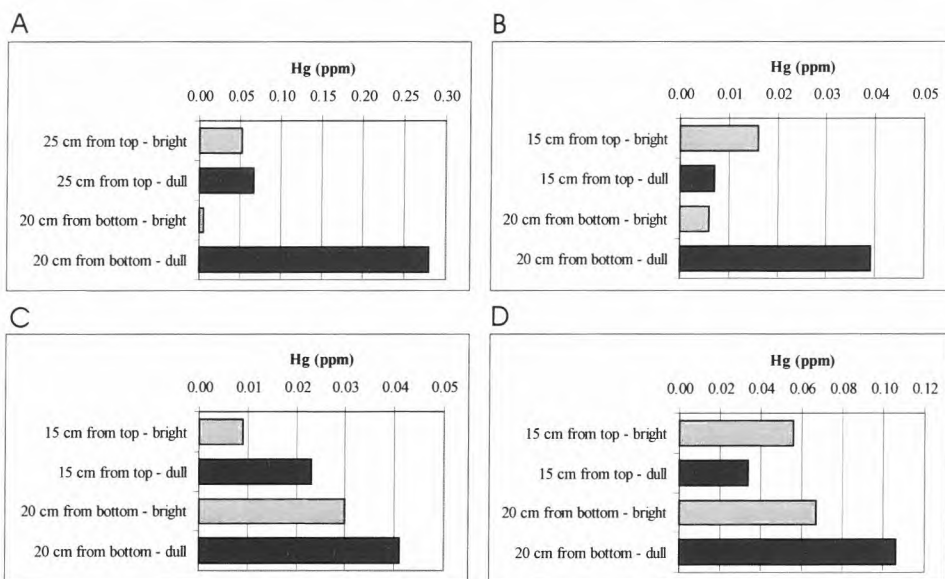 A
Hg (ppm)
0.00 0.05 0.10 0.15 0.20 0.25 0.30
25 cm from top - bright
25 cm from top - dull
20 cm from bottom - bright
20 cm from bottom - dull
B
Hg (ppm)
0.00 0.01 0.02 0.03 0.04 0.05
15 cm from top - bright
15 cm from top - dull
20 cm from bottom - bright
20 cm from bottom - dull
C
Hg (ppm)
0.00 0.01 0.02 0.03 0.04 0.05
15 cm from top - bright
15 cm from top - dull
20 cm from bottom - bright
20 cm from bottom - dull
D
Hg (ppm)
0.00 0.02 0.04 0.06 0.08 0.10 0.12
15 cm from top - bright
15 cm from top - dull
20 cm from bottom - bright
20 cm from bottom - dull